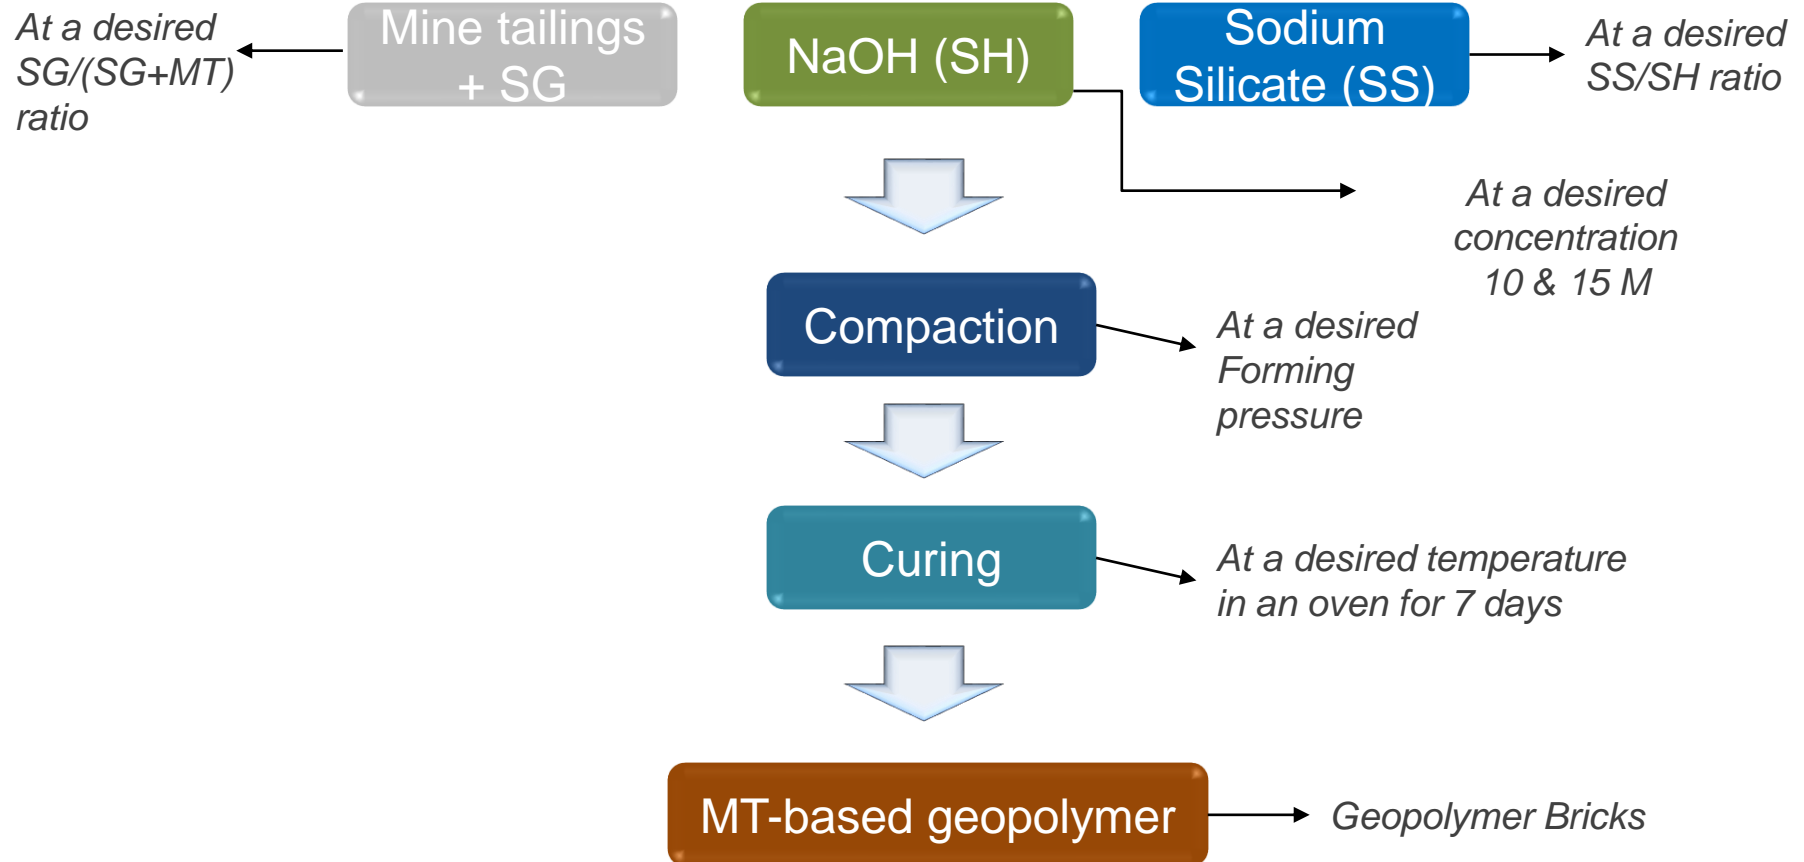 At a desired
SG/(SG+MT)
ratio
Mine tailings
+ SG
NaOH (SH)
Sodium
Silicate (SS)
At a desired
SS/SH ratio
At a desired
concentration
10 & 15 M
Compaction
At a desired
Forming
pressure
Curing
At a desired temperature
in an oven for 7 days
MT-based geopolymer
Geopolymer Bricks